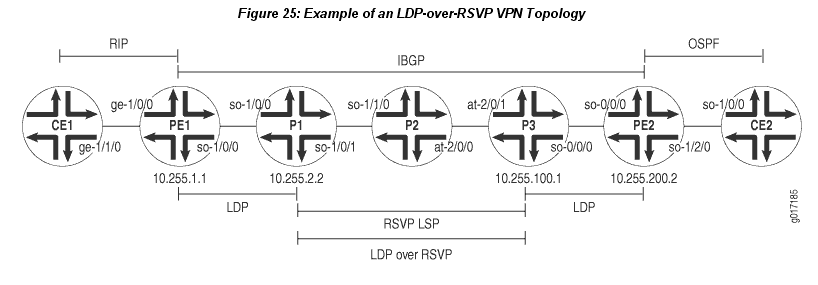 Figure 25: Example of an LDP-over-RSVP VPN Topology
RIP
OSPF
IBGP
ge-1/0/0
so-1/0/0
so-1/1/0
at-2/0/1
so-0/0/0
so-1/0/0
CE1
PE1
P1
P2
P3
PE2
CE2
ge-1/1/0
so-1/0/0
so-1/0/1
at-2/0/0
so-0/0/0
so-1/2/0
10.255.1.1
10.255.2.2
10.255.100.1
10.255.200.2
LDP
LDP
RSVP LSP
LDP over RSVP
g017185